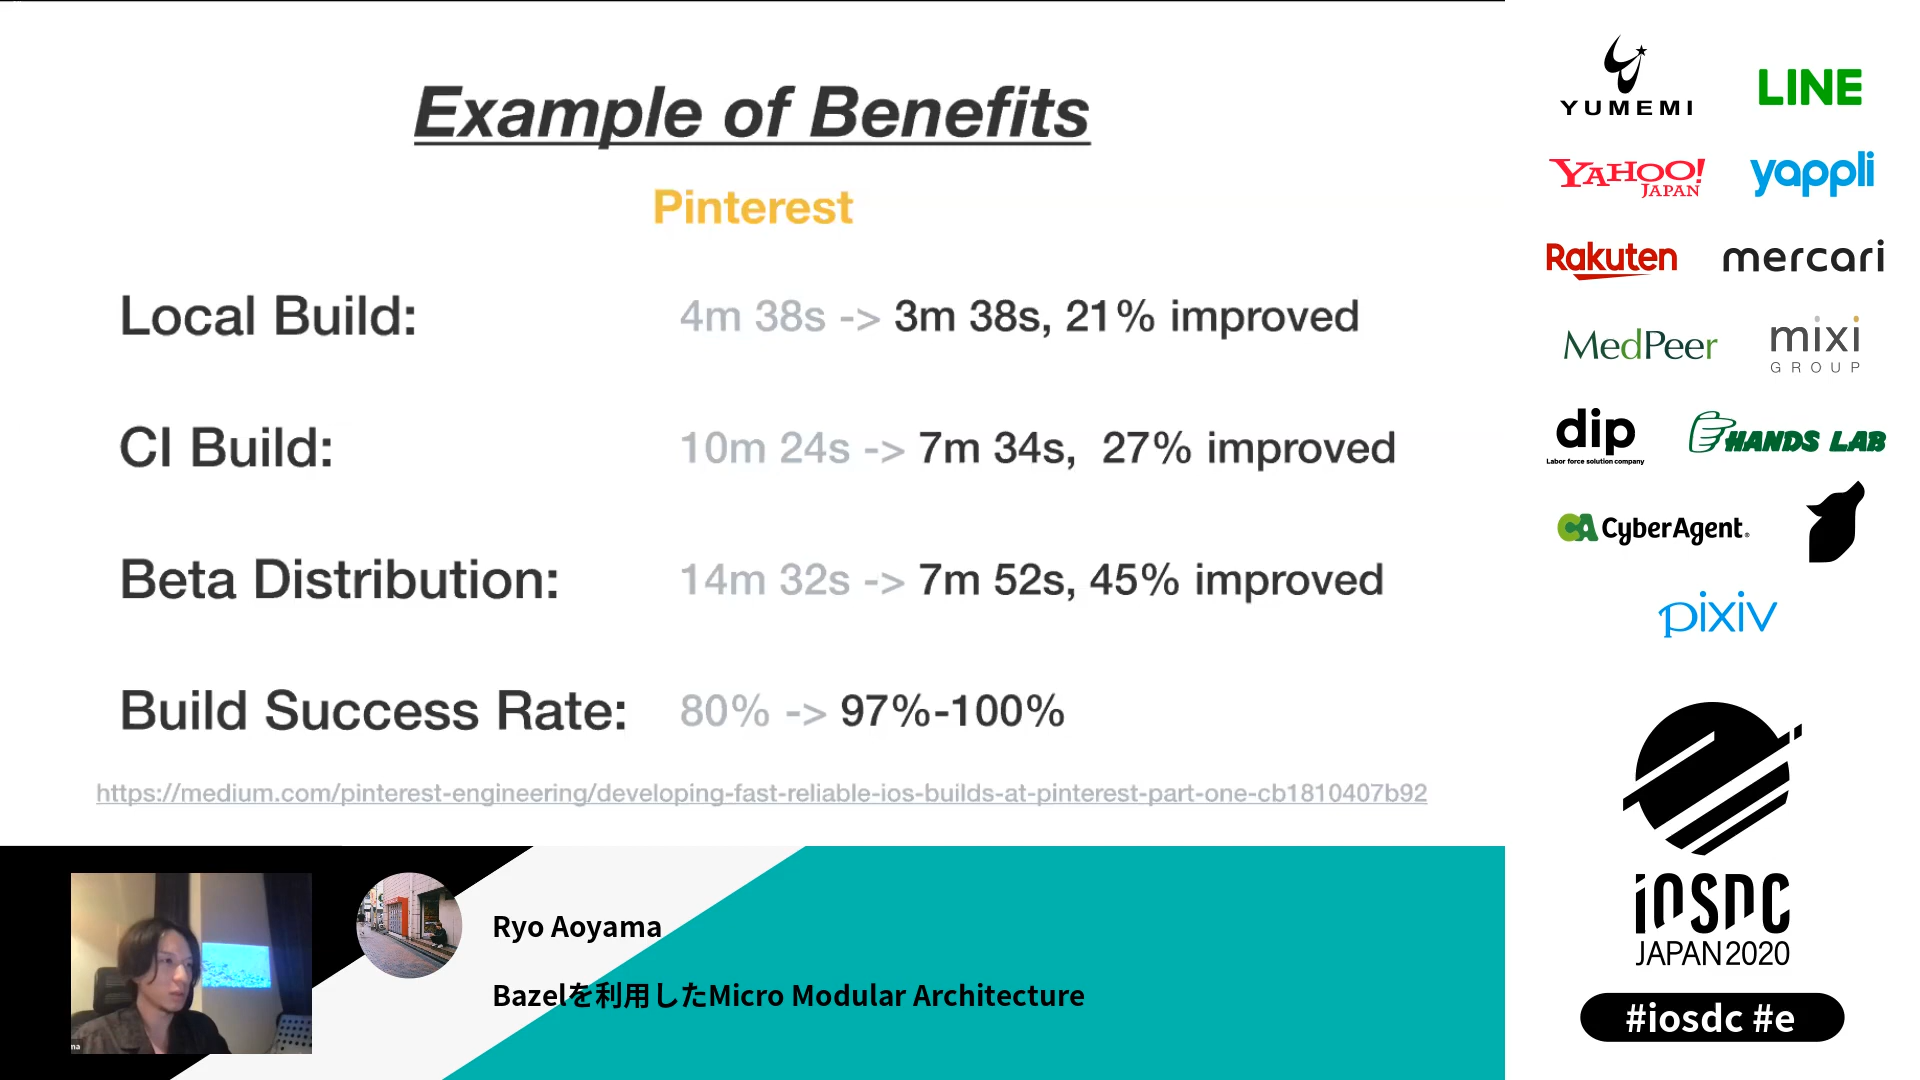 Example of Benefits
Pinterest
Local Build: 4m 38s -> 3m 38s, 21% improved
CI Build: 10m 24s -> 7m 34s, 27% improved
Beta Distribution: 14m 32s -> 7m 52s, 45% improved
Build Success Rate: 80% -> 97%-100%
https://medium.com/pinterest-engineering/developing-fast-reliable-ios-builds-at-pinterest-part-one-cb1810407b92
ma
Ryo Aoyama
Bazelを利用したMicro Modular Architecture
YUMEMI
LINE
YAHOO!
JAPAN
yappli
Rakuten
mercari
MedPeer
mixi
GROUP
dip
Labor force solution company
HANDS LAB
CA CyberAgent.
pixiv
iOSDC
JAPAN 2020
#iosdc #e